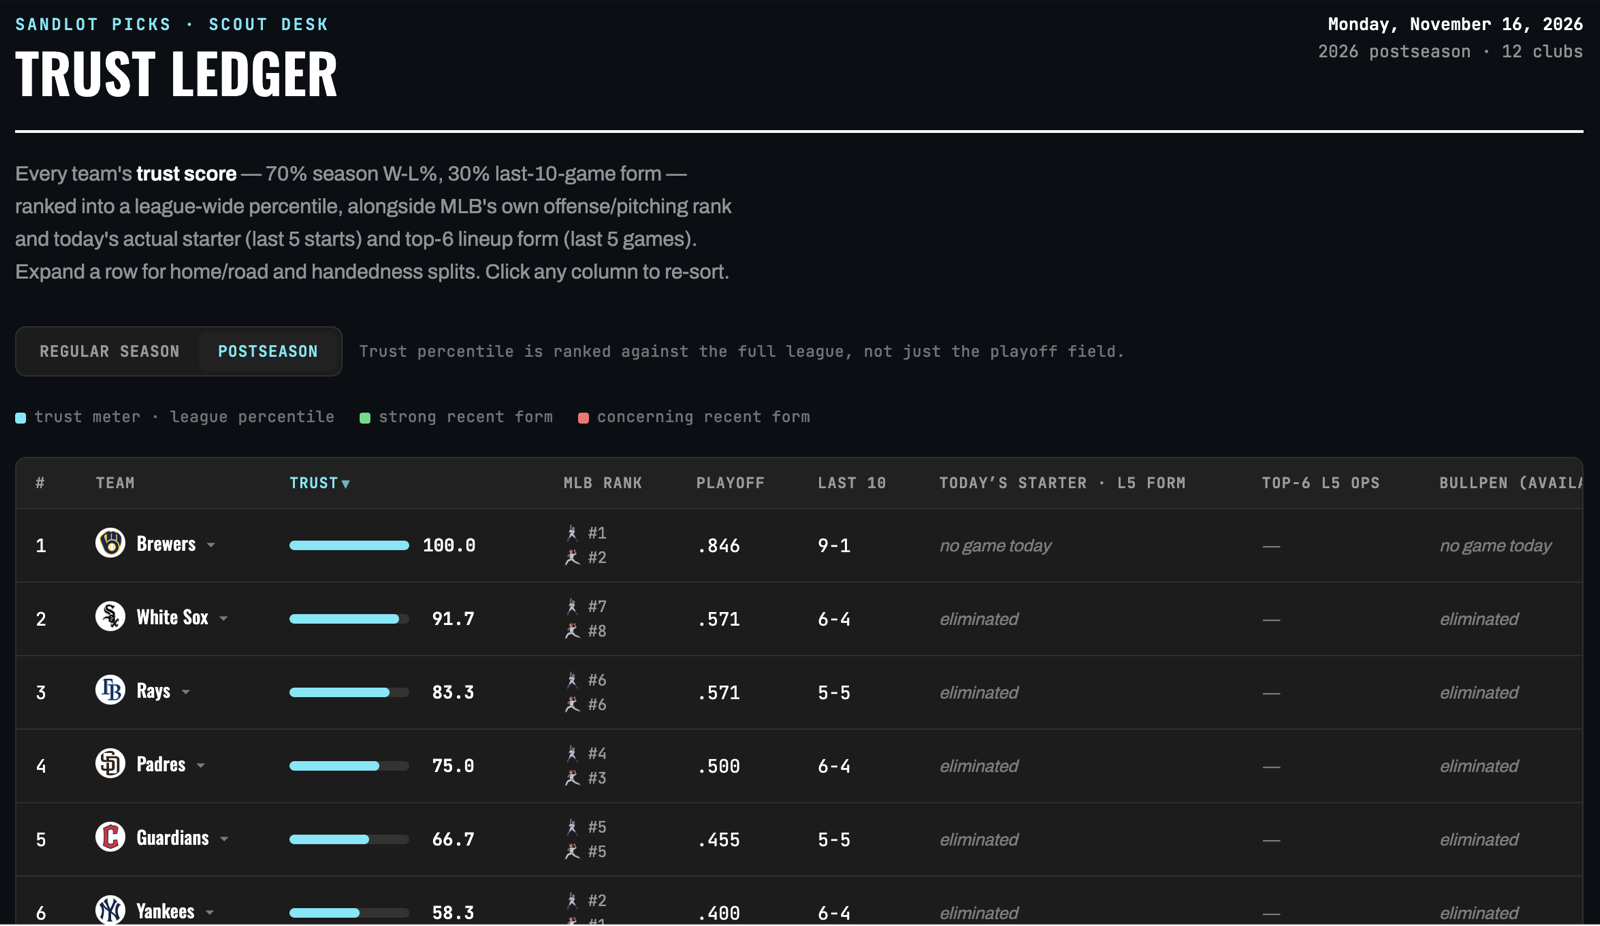 SANDLOT PICKS · SCOUT DESK
Monday, November 16, 2026
TRUST LEDGER
2026 postseason · 12 clubs
Every team's trust score — 70% season W-L%, 30% last-10-game form —
ranked into a league-wide percentile, alongside MLB's own offense/pitching rank
and today's actual starter (last 5 starts) and top-6 lineup form (last 5 games).
Expand a row for home/road and handedness splits. Click any column to re-sort.
REGULAR SEASON POSTSEASON Trust percentile is ranked against the full league, not just the playoff field.
trust meter · league percentile strong recent form concerning recent form
# TEAM TRUST▼ MLB RANK PLAYOFF LAST 10 TODAY’S STARTER · L5 FORM TOP-6 L5 OPS BULLPEN (AVAILA
1 Brewers 100.0 #1 #2 .846 9-1 no game today — no game today
2 White Sox 91.7 #7 #8 .571 6-4 eliminated — eliminated
3 Rays 83.3 #6 #6 .571 5-5 eliminated — eliminated
4 Padres 75.0 #4 #3 .500 6-4 eliminated — eliminated
5 Guardians 66.7 #5 #5 .455 5-5 eliminated — eliminated
6 Yankees 58.3 #2 #1 .400 6-4 eliminated — eliminated